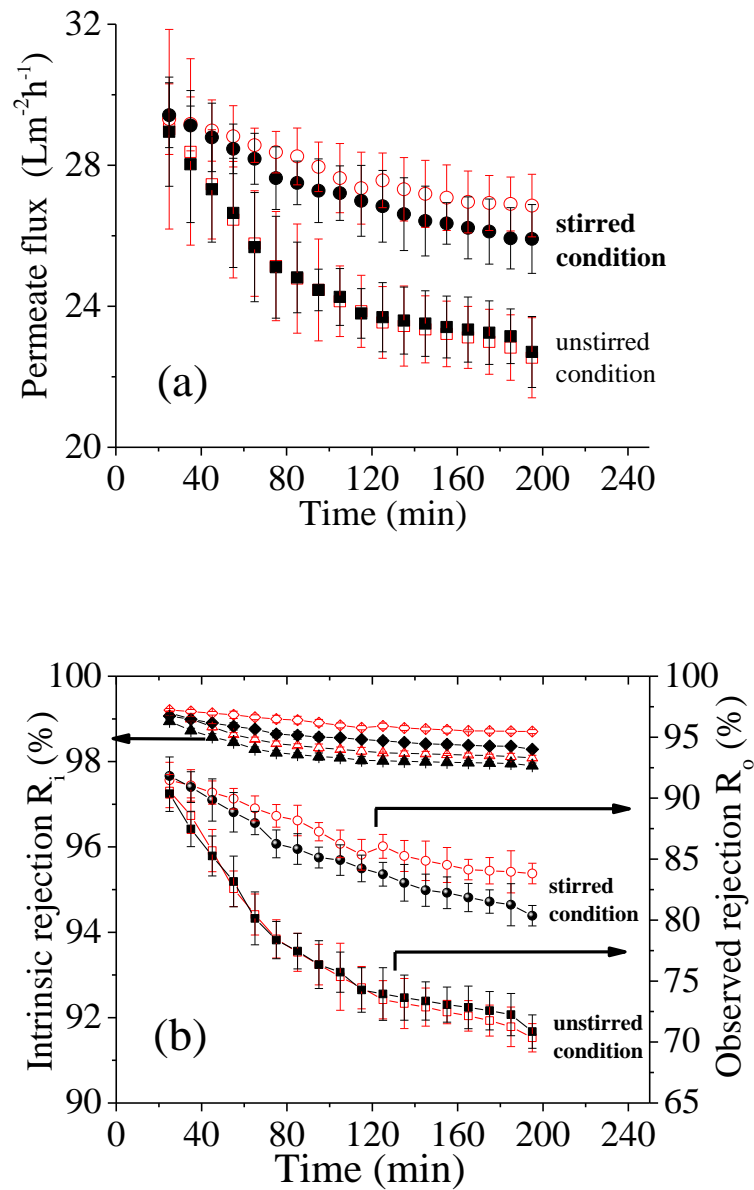 32
28
24
20
Permeate flux (Lm-2h-1)
stirred
condition
unstirred
condition
(a)
0 40 80 120 160 200 240
Time (min)
100
98
96
94
92
90
Intrinsic rejection Ri (%)
100
95
90
85
80
75
70
65
Observed rejection Ro (%)
stirred
condition
unstirred
condition
(b)
0 40 80 120 160 200 240
Time (min)